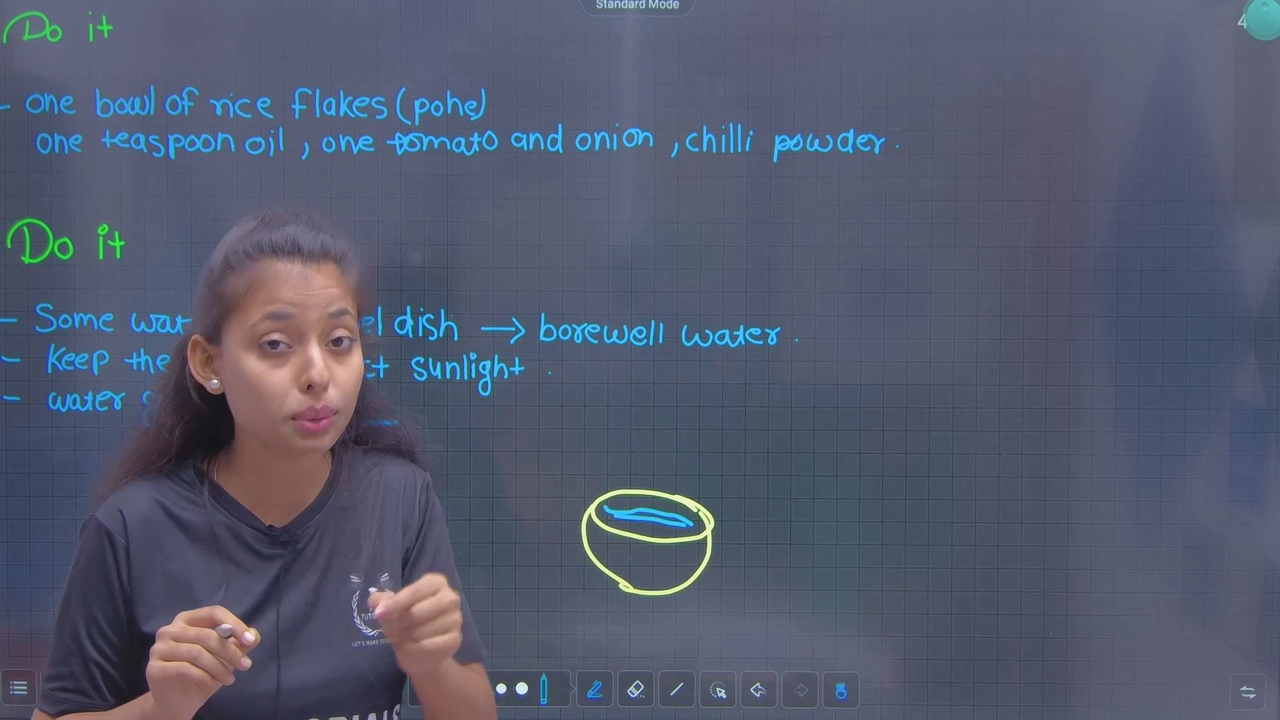 Standard Mode
4
Do it
- one bowl of rice flakes (pohe)
one teaspoon oil , one tomato and onion , chilli powder .
Do it
- Some dish → borewell water .
- Keep the sunlight .
- water